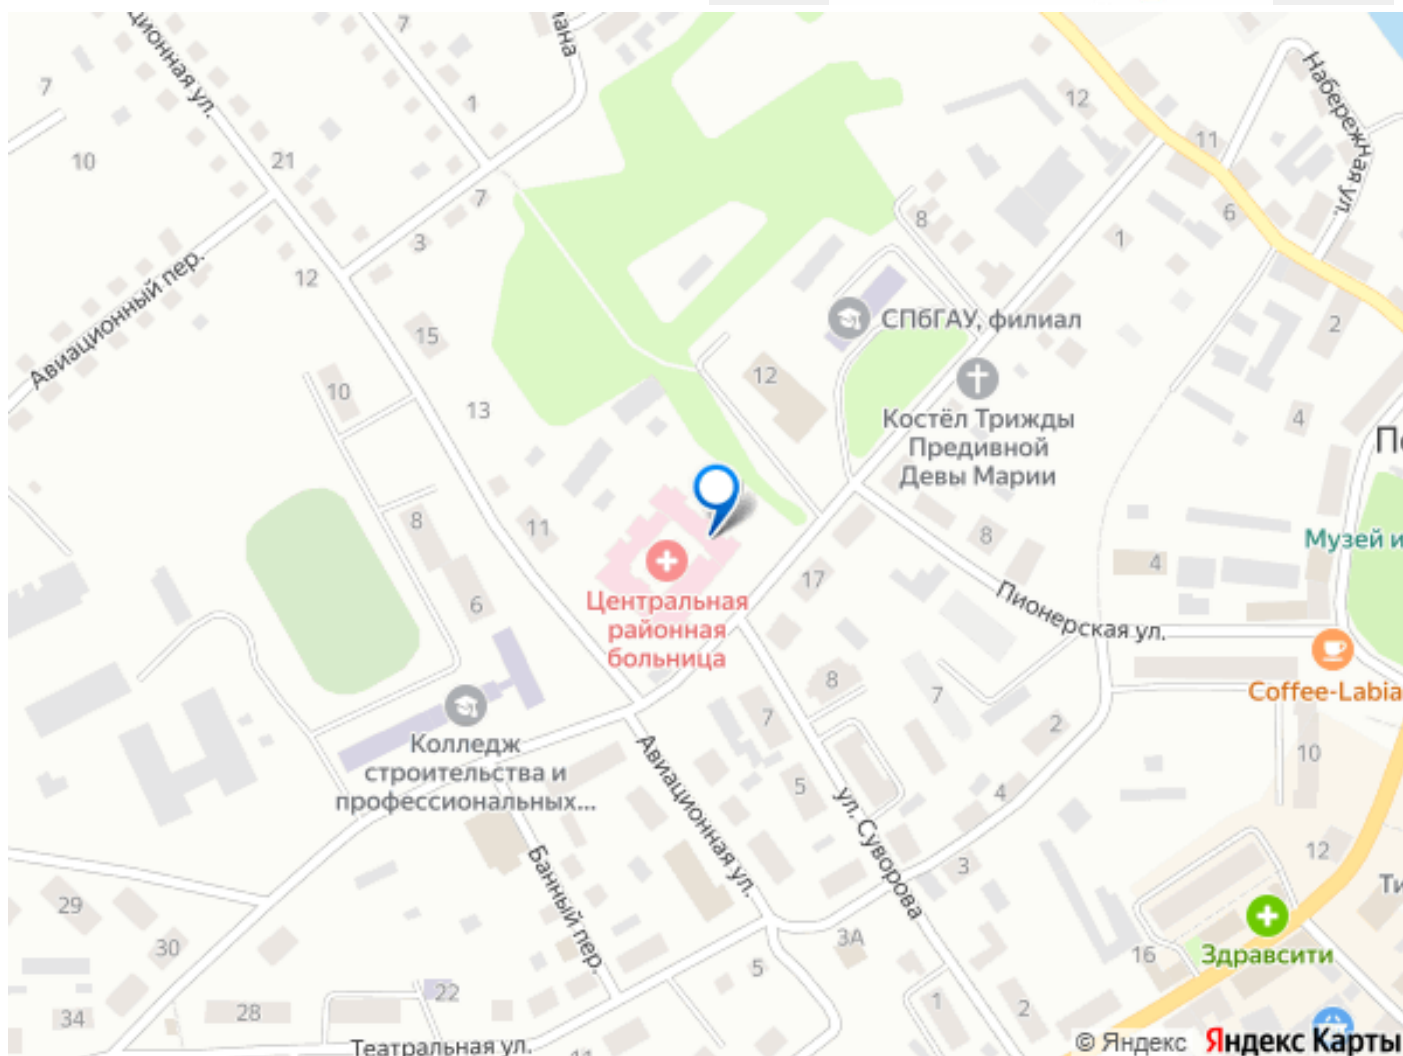 7
12
11
1
7
10
21
7
3
8
1
6
2
12
15
12
10
13
4
СПбГАУ, филиал
Костёл Трижды
Предивной
Девы Марии
Набережная ул.
Авиационный пер.
8
11
8
4
17
6
Центральная
районная
больница
Музей и
Пионерская ул.
Coffee-Labia
8
7
7
2
10
5
4
3
12
Колледж
строительства и
профессиональных...
Авиационная ул.
ул. Суворова
Банный пер.
29
30
34
28
22
5
3А
16
1
2
Здравсити
Театральная ул.
© Яндекс Яндекс Карты